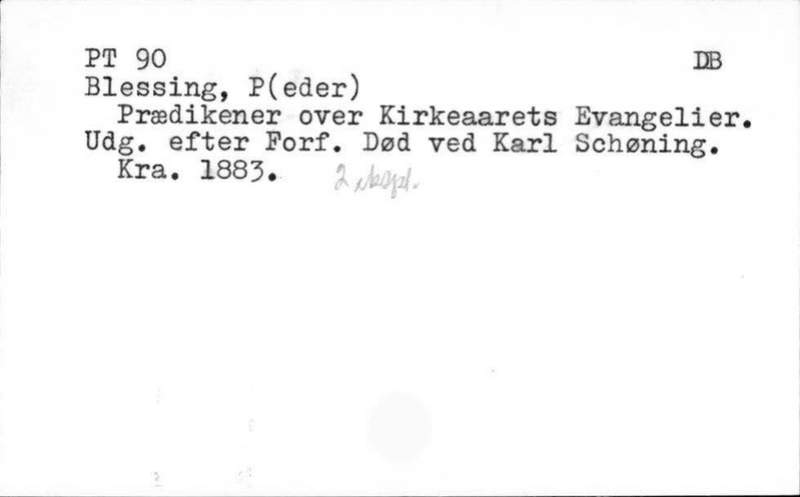 PT 90 DB
Blessing, P(eder)
Prædikener over Kirkeaarets Evangelier.
Udg. efter Forf. Død ved Karl Schøning.
Kra. 1883. 2 ekspl.